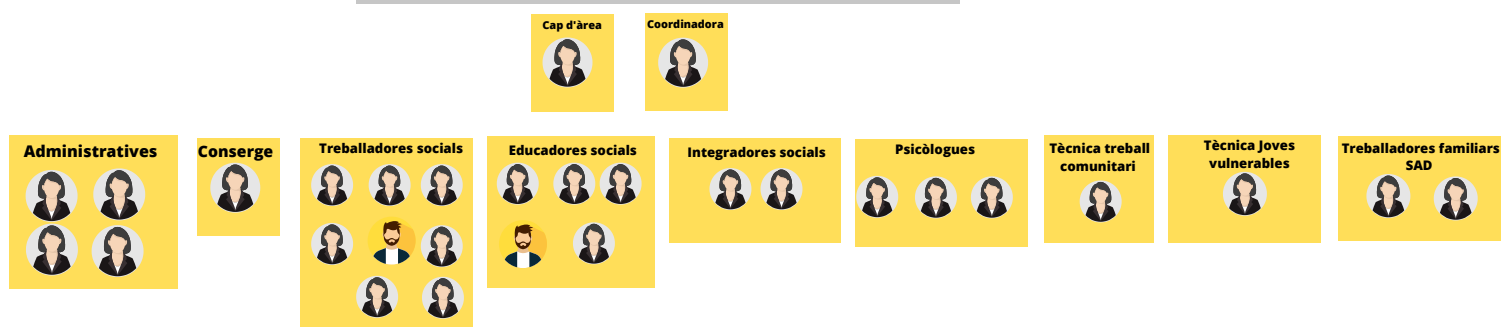 Cap d'àrea
Coordinadora
Administratives
Conserge
Treballadores socials
Educadores socials
Integradores socials
Psicòlogues
Tècnica treball
comunitari
Tècnica Joves
vulnerables
Treballadores familiars
SAD